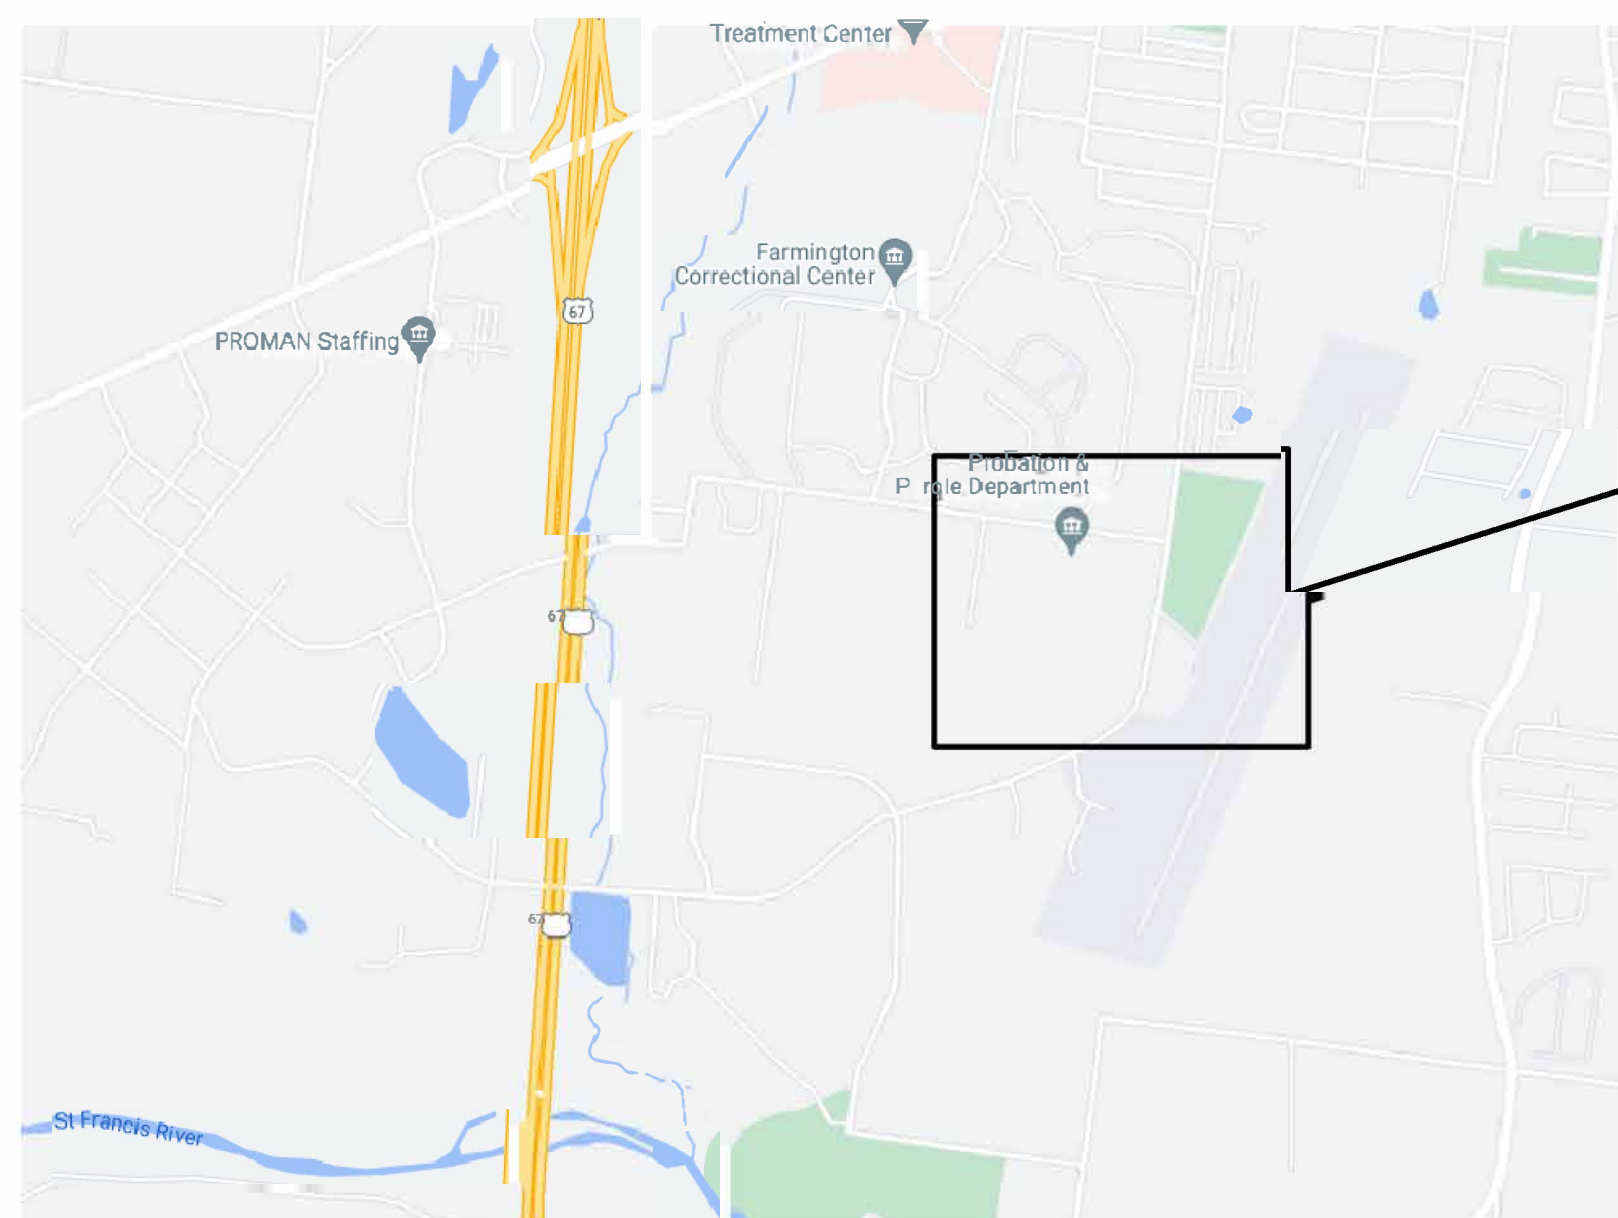 Treatment Center
Farmington
Correctional Center
67
PROMAN Staffing
Probation &
P role Department
67
67
St Francis River